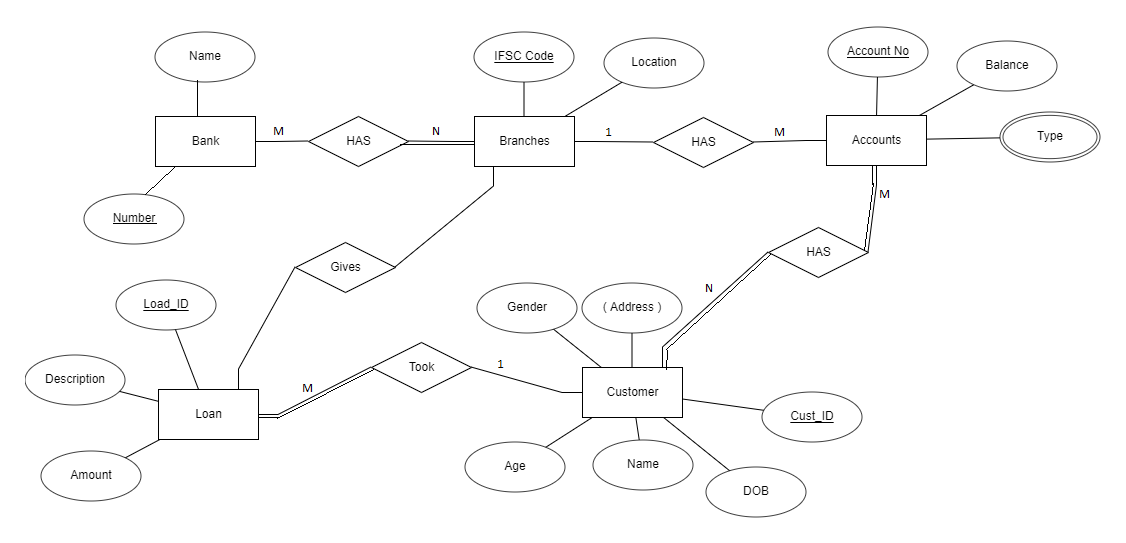 Name
IFSC Code
Location
Account No
Balance
Type
Bank
M
HAS
N
Branches
1
HAS
M
Accounts
Number
M
HAS
Gives
N
Load_ID
Gender
( Address )
Description
Took
1
M
Loan
Customer
Cust_ID
Amount
Age
Name
DOB